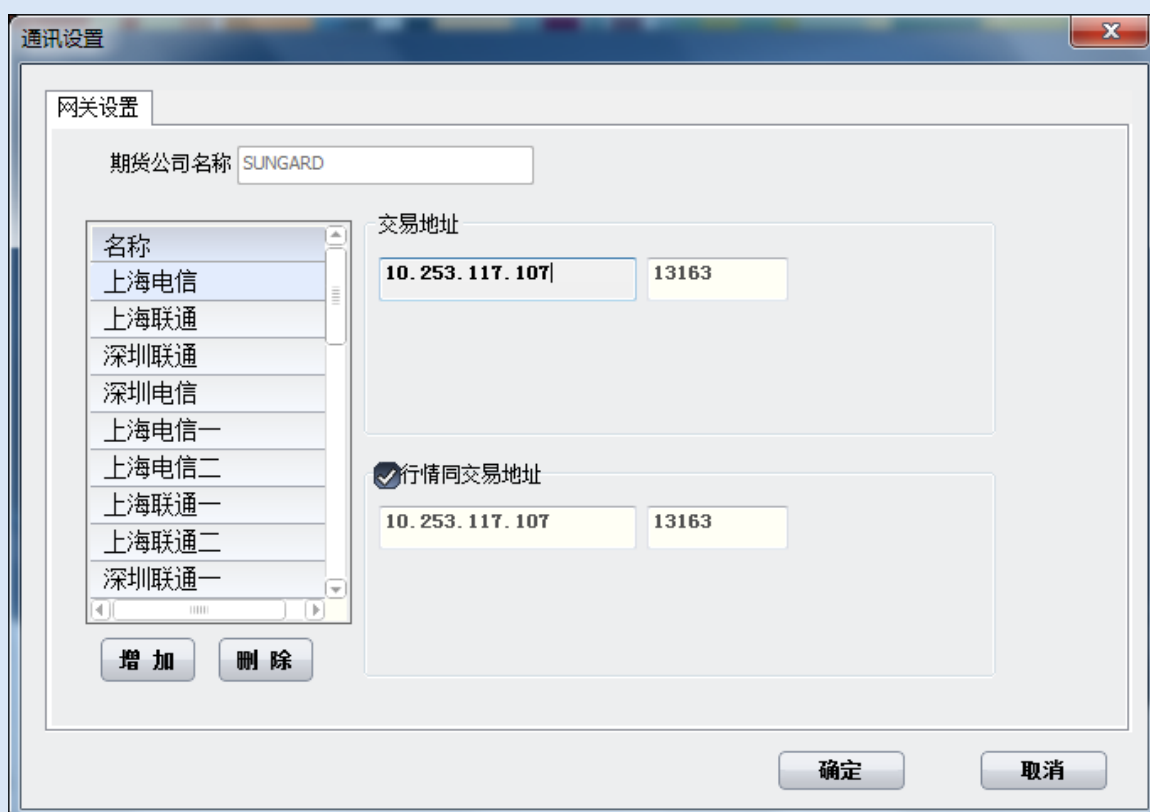 通讯设置
网关设置
期货公司名称 SUNGARD
名称
上海电信
上海联通
深圳联通
深圳电信
上海电信一
上海电信二
上海联通一
上海联通二
深圳联通一
增 加 删 除
交易地址
10.253.117.107 13163
行情同交易地址
10.253.117.107 13163
确定 取消